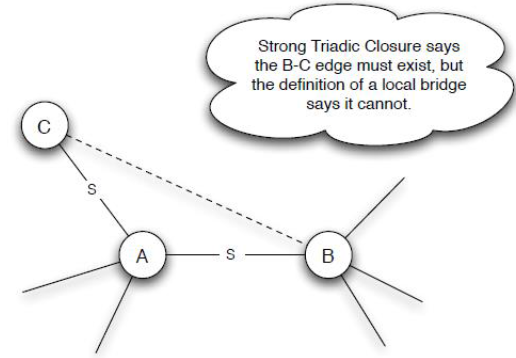 Strong Triadic Closure says
the B-C edge must exist, but
the definition of a local bridge
says it cannot.
C
S
A
S
B